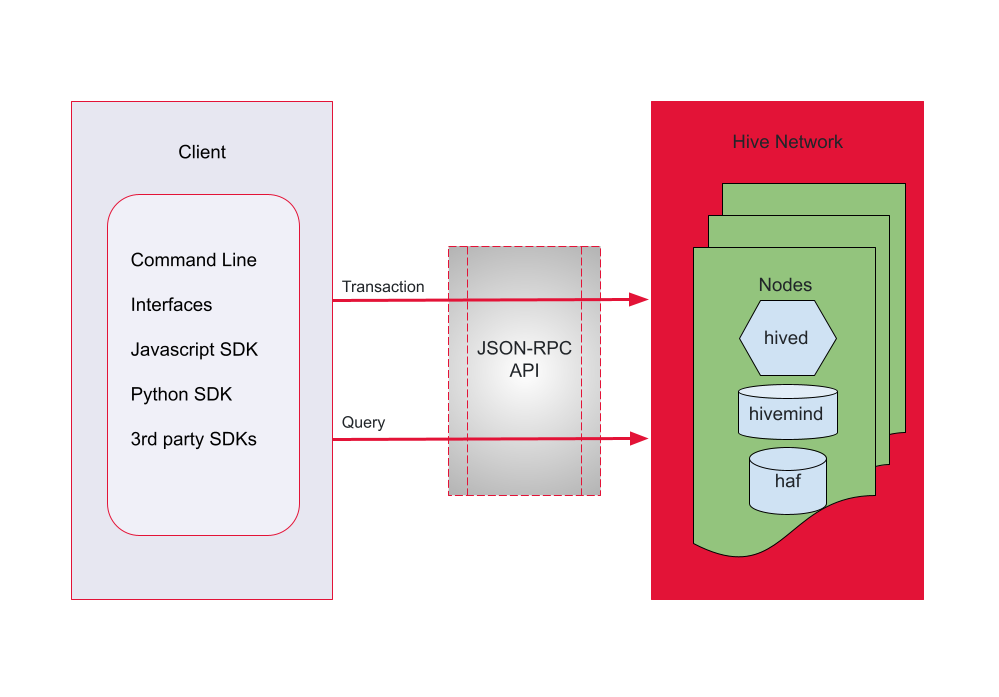 Client
Command Line
Interfaces
Javascript SDK
Python SDK
3rd party SDKs
Transaction
Query
JSON-RPC
API
Hive Network
Nodes
hived
hivemind
haf